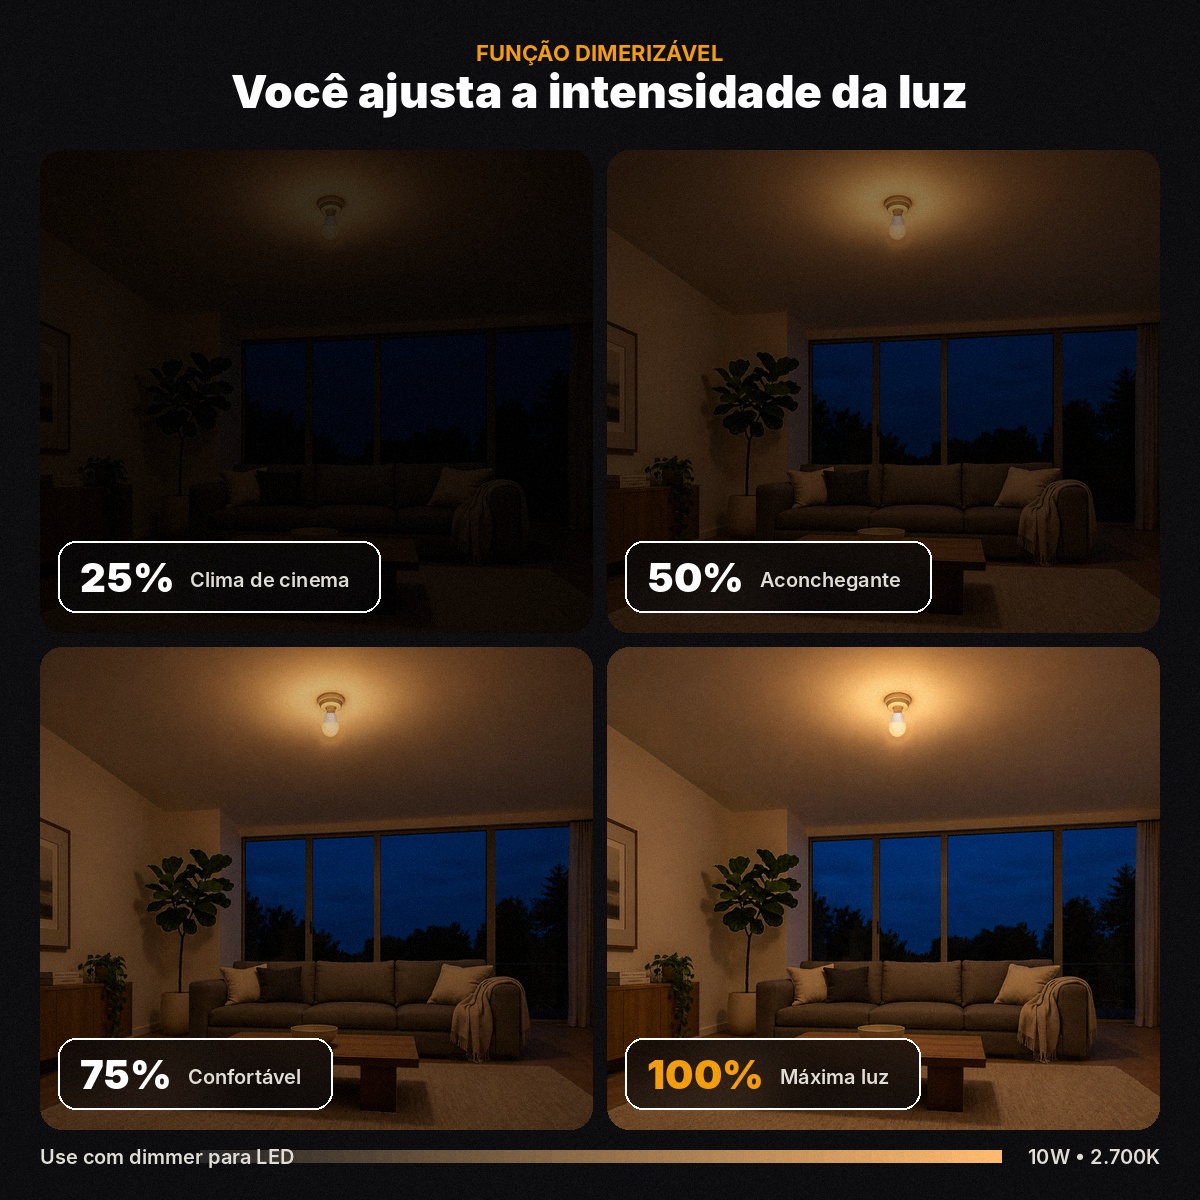 FUNÇÃO DIMERIZÁVEL
Você ajusta a intensidade da luz
25% Clima de cinema
50% Aconchegante
75% Confortável
100% Máxima luz
Use com dimmer para LED
10W • 2.700K